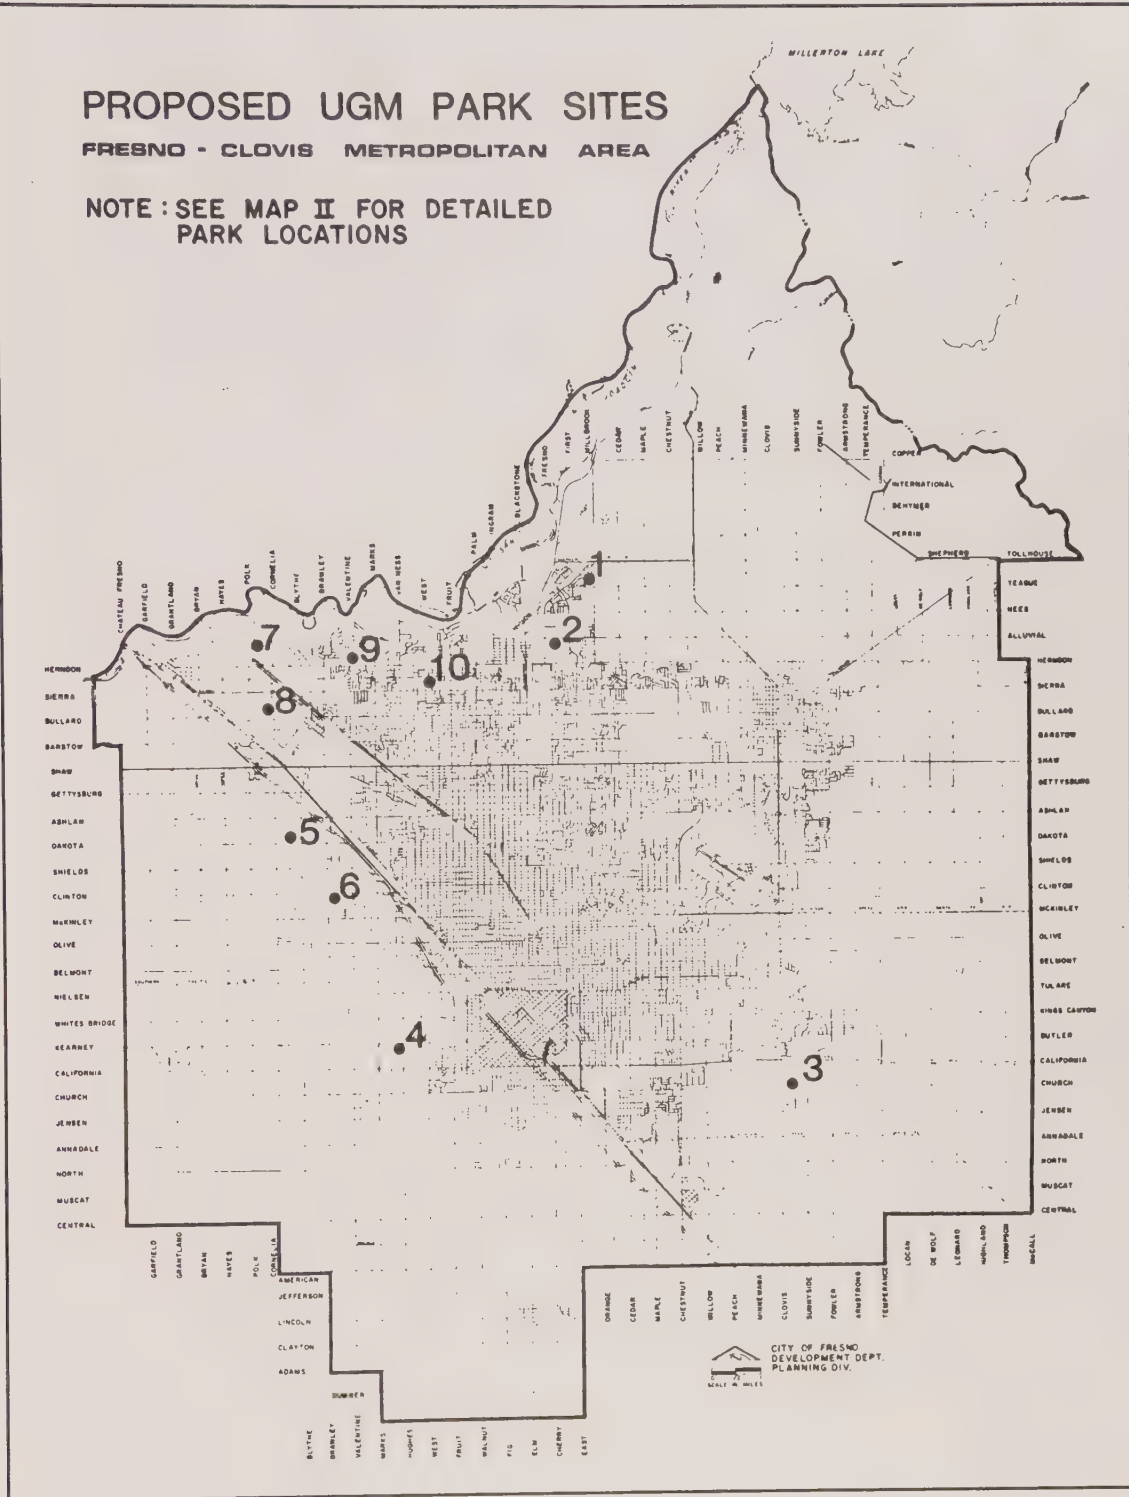 MILLERTON LAKE
PROPOSED UGM PARK SITES
FRESNO - CLOVIS METROPOLITAN AREA
NOTE: SEE MAP II FOR DETAILED
PARK LOCATIONS
RIVER
JOAQUIN
SAN
CHATEAU FRESNO
GARFIELD
GRANTLAND
BRYAN
HAYES
POLK
CORNELIA
BLYTHE
BRAWLEY
VALENTINE
MARKS
VAN NESS
WEST
FRUIT
PALM
INGRAM
BLACKSTONE
FRESNO
FIRST
MILLBROOK
CEDAR
MAPLE
CHESTNUT
WILLOW
PEACH
MINNEWAWA
CLOVIS
SUNNYSIDE
FOWLER
ARMSTRONG
TEMPERANCE
COPPER
INTERNATIONAL
BEHYMER
PERRIN
SHEPHERD
TOLLHOUSE
TEAGUE
NEES
ALLUVIAL
HERNDON
SIERRA
BULLARD
BARSTOW
SHAW
GETTYSBURG
ASHLAN
DAKOTA
SHIELDS
CLINTON
MCKINLEY
OLIVE
BELMONT
TULARE
KINGS CANYON
BUTLER
CALIFORNIA
CHURCH
JENSEN
ANNADALE
NORTH
MUSCAT
CENTRAL
HERNDON
SIERRA
BULLARD
BARSTOW
SHAW
GETTYSBURG
ASHLAN
DAKOTA
SHIELDS
CLINTON
McKINLEY
OLIVE
BELMONT
NIELSEN
WHITES BRIDGE
KEARNEY
CALIFORNIA
CHURCH
JENSEN
ANNADALE
NORTH
MUSCAT
CENTRAL
1
2
7
9
10
8
5
6
4
3
GARFIELD
GRANTLAND
BRYAN
HAYES
POLK
CORNELIA
AMERICAN
JEFFERSON
LINCOLN
CLAYTON
ADAMS
SUMNER
BLYTHE
BRAWLEY
VALENTINE
MARKS
HUGHES
WEST
FRUIT
WALNUT
FIG
ELM
CHERRY
EAST
ORANGE
CEDAR
MAPLE
CHESTNUT
WILLOW
PEACH
MINNEWAWA
CLOVIS
SUNNYSIDE
FOWLER
ARMSTRONG
TEMPERANCE
LOCAN
DE WOLF
LEONARD
HIGHLAND
THOMPSON
McCALL
CITY OF FRESNO
DEVELOPMENT DEPT.
PLANNING DIV.
SCALE IN MILES